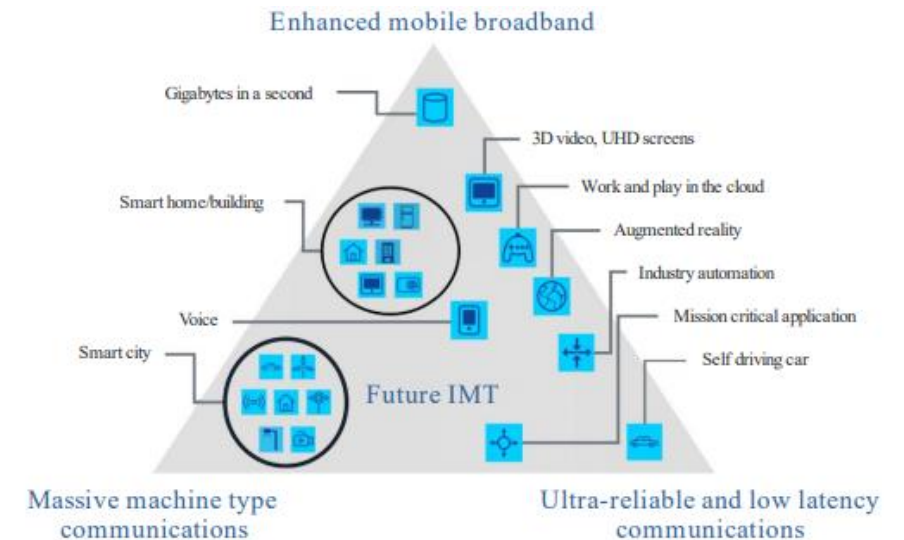 Enhanced mobile broadband
Gigabytes in a second
3D video, UHD screens
Work and play in the cloud
Smart home/building
Augmented reality
Industry automation
Voice
Mission critical application
Smart city
Self driving car
Future IMT
Massive machine type
communications
Ultra-reliable and low latency
communications